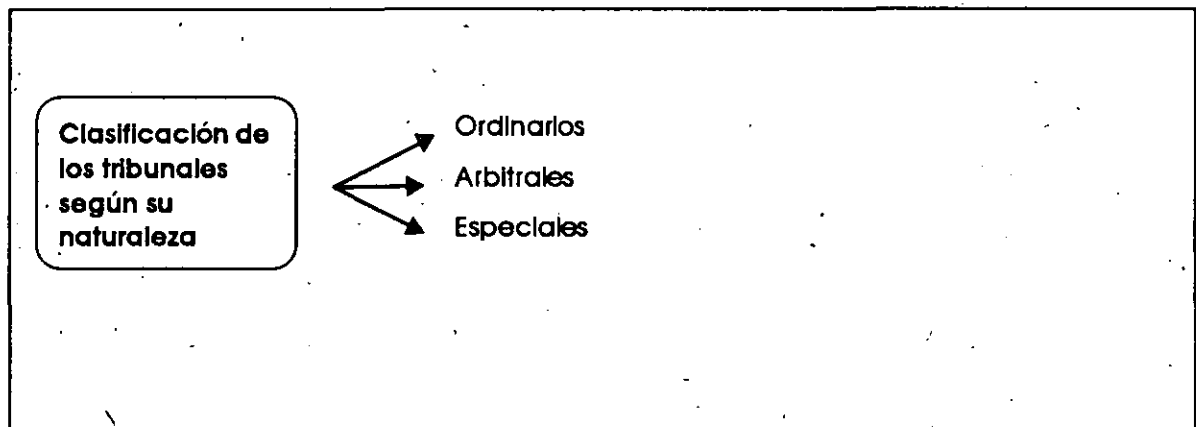 Clasificación de
los tribunales
según su
naturaleza
Ordinarios
Arbitrales
Especiales